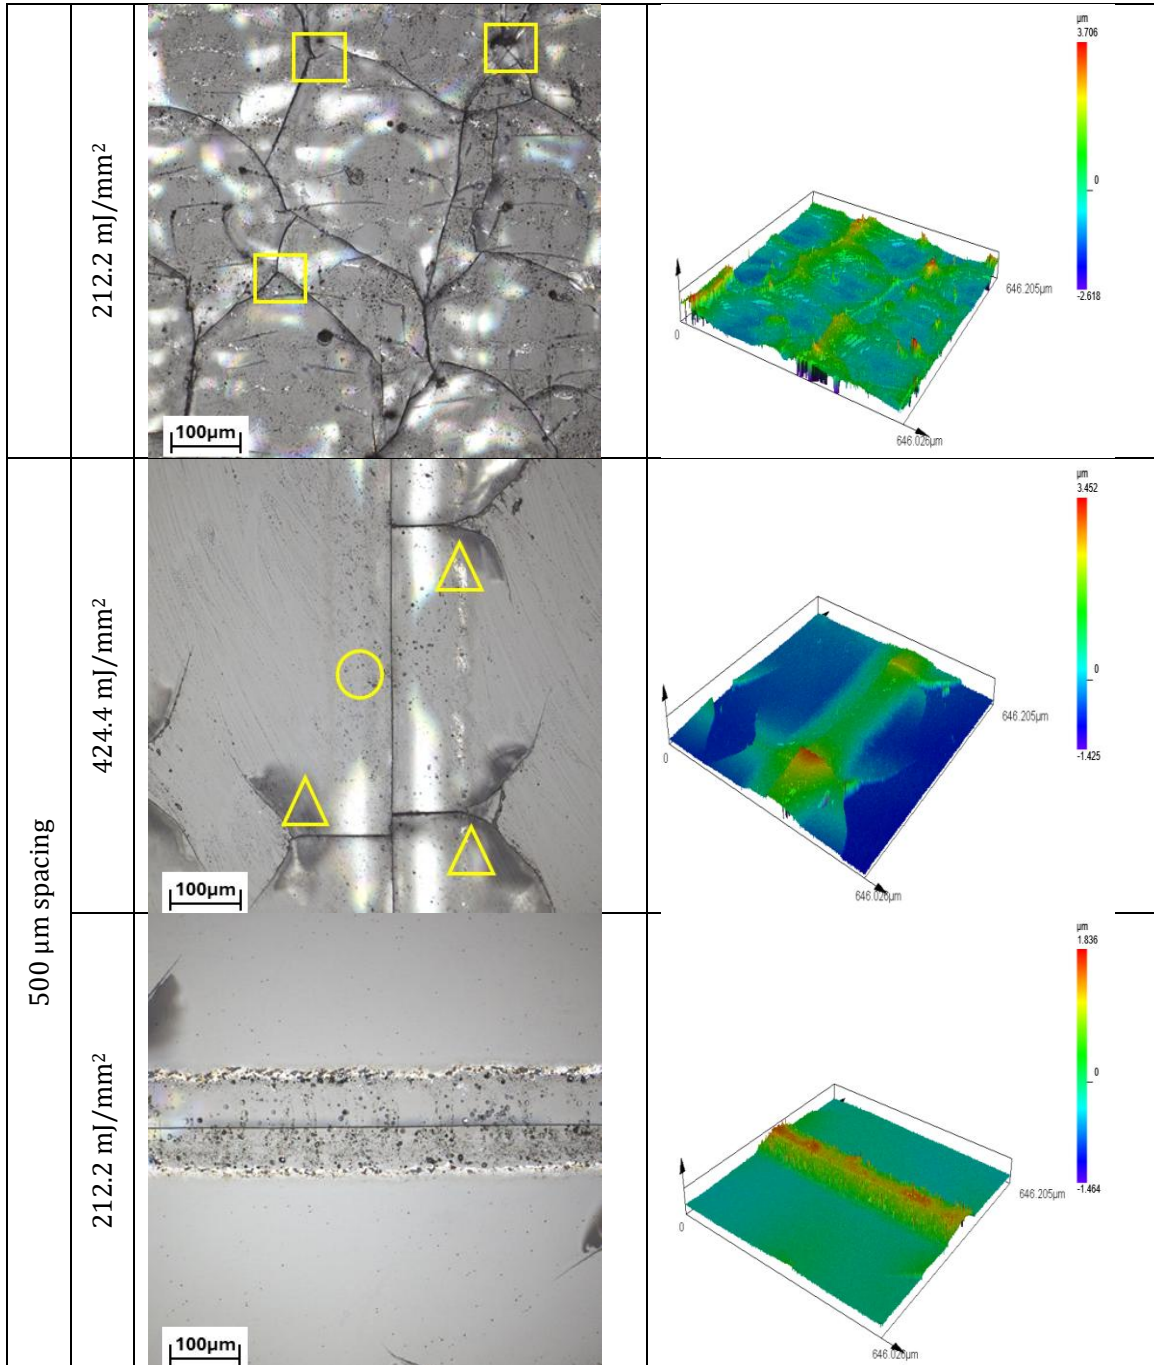 212.2 mJ/mm²
100µm
µm
3.706
0
-2.618
0
646.205µm
646.026µm
500 µm spacing
424.4 mJ/mm²
100µm
µm
3.452
0
-1.425
0
646.205µm
646.026µm
212.2 mJ/mm²
100µm
µm
1.836
0
-1.464
0
646.205µm
646.026µm